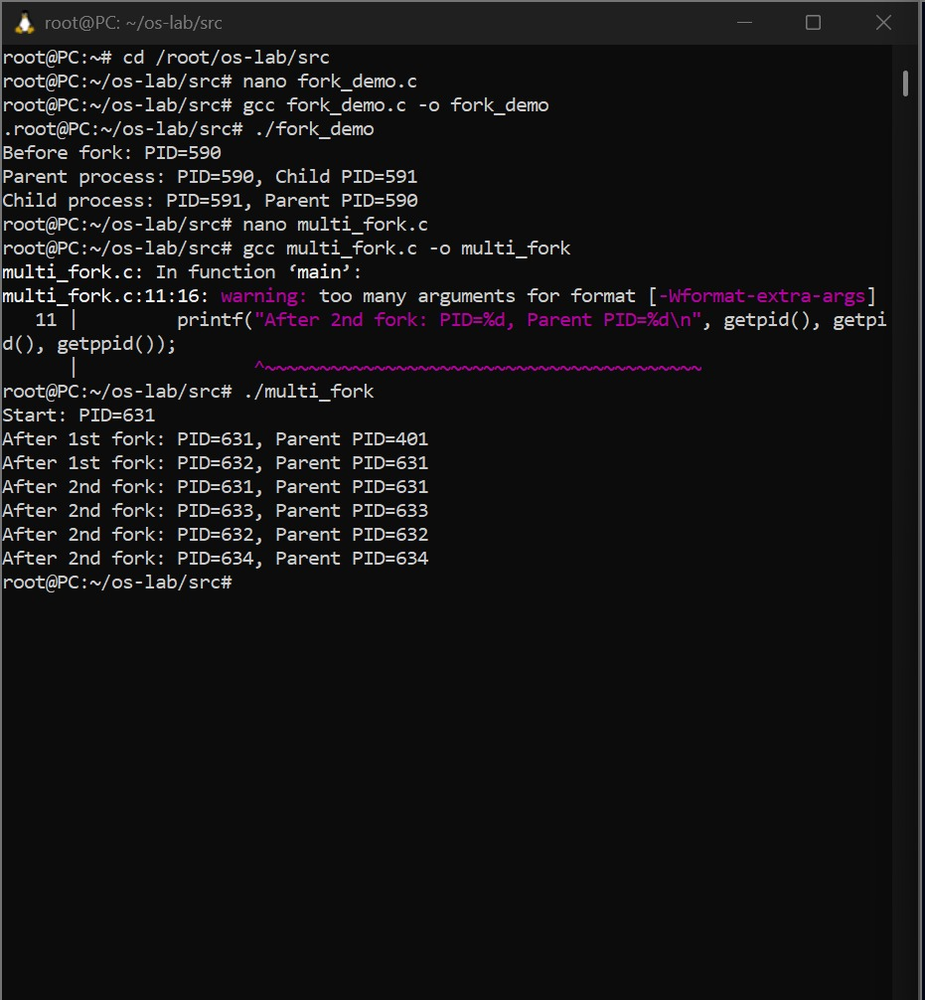 root@PC: ~/os-lab/src
root@PC:~# cd /root/os-lab/src
root@PC:~/os-lab/src# nano fork_demo.c
root@PC:~/os-lab/src# gcc fork_demo.c -o fork_demo
.root@PC:~/os-lab/src# ./fork_demo
Before fork: PID=590
Parent process: PID=590, Child PID=591
Child process: PID=591, Parent PID=590
root@PC:~/os-lab/src# nano multi_fork.c
root@PC:~/os-lab/src# gcc multi_fork.c -o multi_fork
multi_fork.c: In function ‘main’:
multi_fork.c:11:16: warning: too many arguments for format [-Wformat-extra-args]
   11 |         printf("After 2nd fork: PID=%d, Parent PID=%d\n", getpid(), getpi
d(), getppid());
      |                ^~~~~~~~~~~~~~~~~~~~~~~~~~~~~~~~~~~~~~~~~
root@PC:~/os-lab/src# ./multi_fork
Start: PID=631
After 1st fork: PID=631, Parent PID=401
After 1st fork: PID=632, Parent PID=631
After 2nd fork: PID=631, Parent PID=631
After 2nd fork: PID=633, Parent PID=633
After 2nd fork: PID=632, Parent PID=632
After 2nd fork: PID=634, Parent PID=634
root@PC:~/os-lab/src#